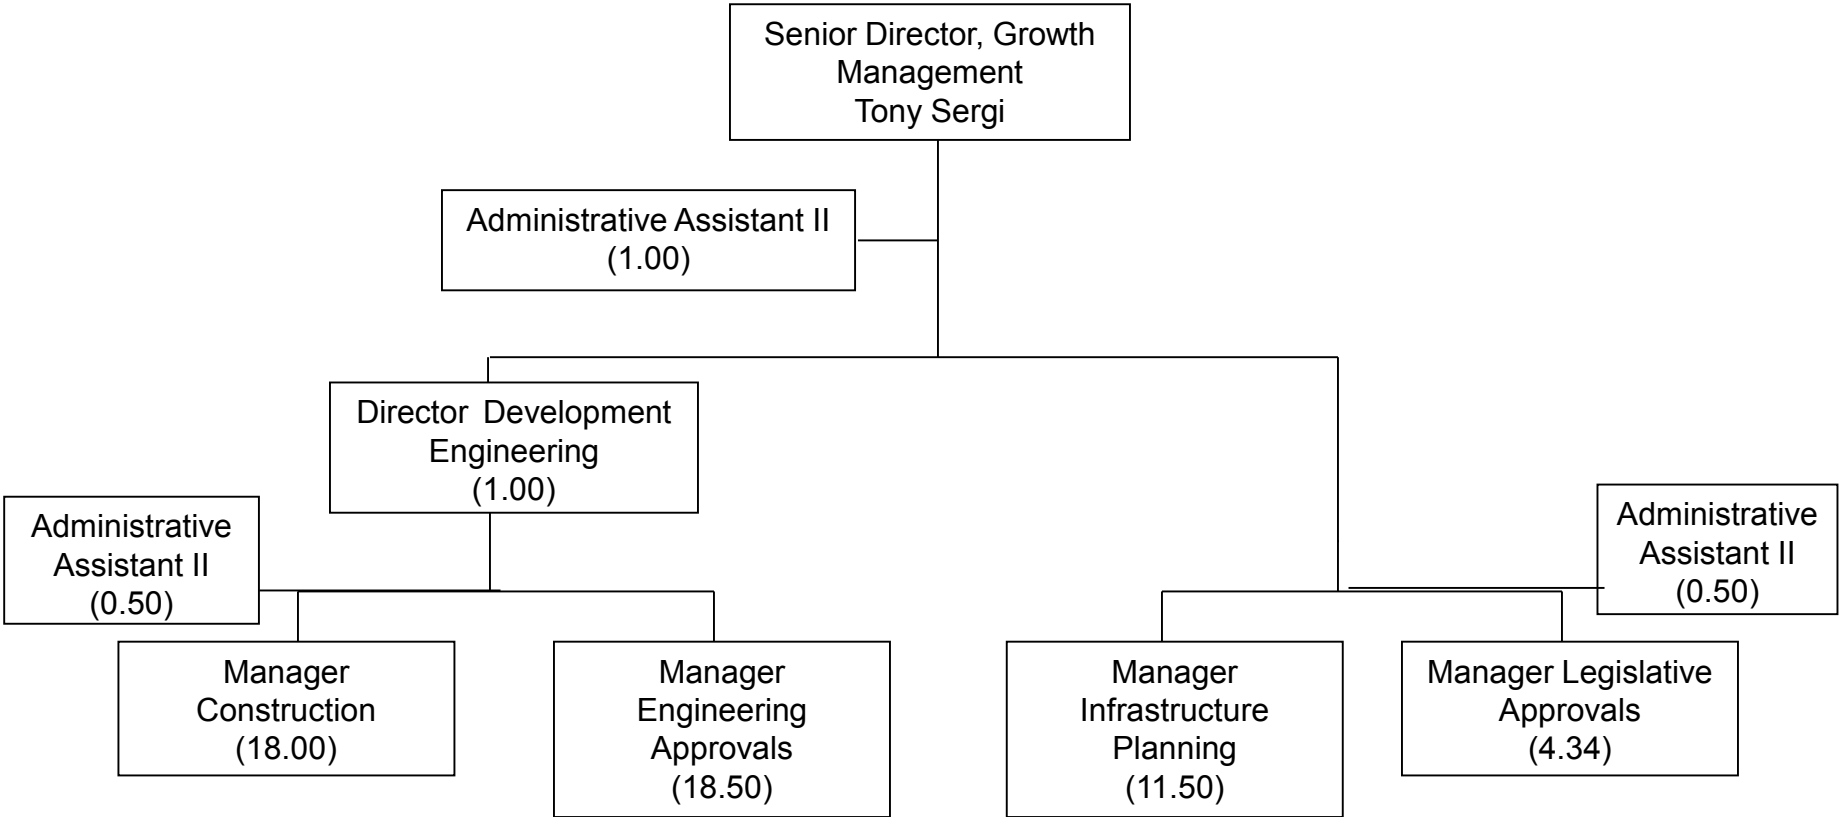 Senior Director, Growth
Management
Tony Sergi
Administrative Assistant II
(1.00)
Director Development
Engineering
(1.00)
Administrative
Assistant II
(0.50)
Administrative
Assistant II
(0.50)
Manager
Construction
(18.00)
Manager
Engineering
Approvals
(18.50)
Manager
Infrastructure
Planning
(11.50)
Manager Legislative
Approvals
(4.34)